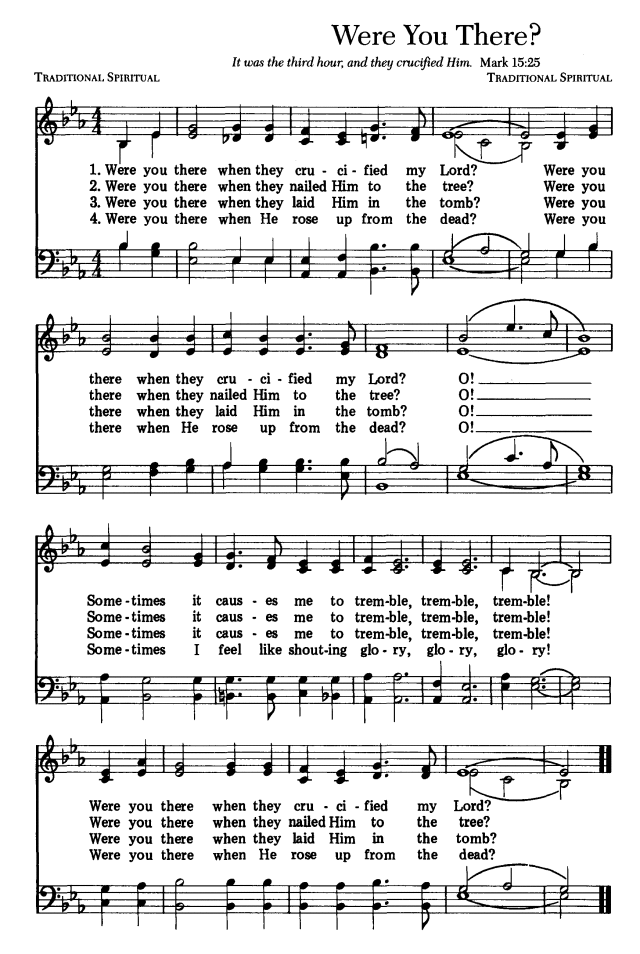 Were You There?
It was the third hour, and they crucified Him. Mark 15:25
TRADITIONAL SPIRITUAL TRADITIONAL SPIRITUAL
1. Were you there when they cru - ci - fied my Lord? Were you
2. Were you there when they nailed Him to the tree? Were you
3. Were you there when they laid Him in the tomb? Were you
4. Were you there when He rose up from the dead? Were you
there when they cru - ci - fied my Lord? O!
there when they nailed Him to the tree? O!
there when they laid Him in the tomb? O!
there when He rose up from the dead? O!
Some - times it caus - es me to trem - ble, trem - ble, trem - ble!
Some - times it caus - es me to trem - ble, trem - ble, trem - ble!
Some - times it caus - es me to trem - ble, trem - ble, trem - ble!
Some - times I feel like shout - ing glo - ry, glo - ry, glo - ry!
Were you there when they cru - ci - fied my Lord?
Were you there when they nailed Him to the tree?
Were you there when they laid Him in the tomb?
Were you there when He rose up from the dead?